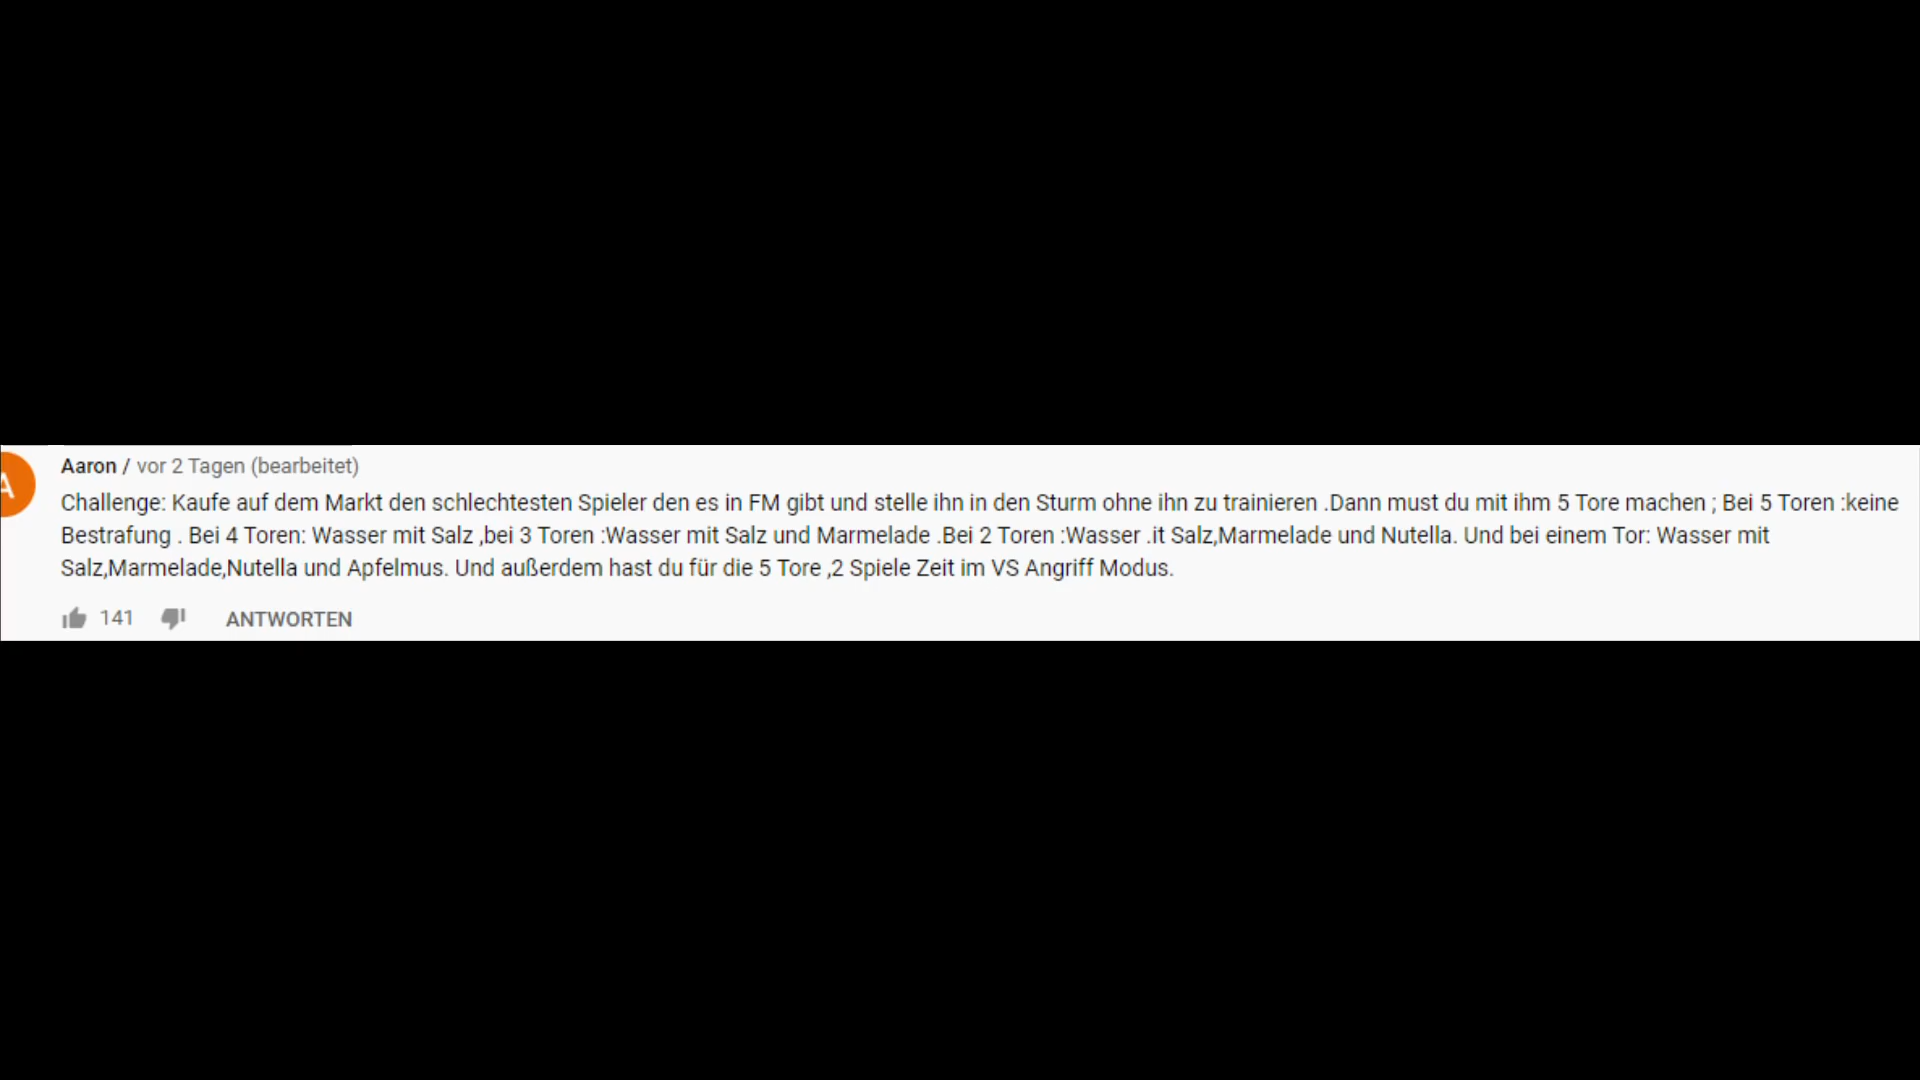 A
Aaron / vor 2 Tagen (bearbeitet)
Challenge: Kaufe auf dem Markt den schlechtesten Spieler den es in FM gibt und stelle ihn in den Sturm ohne ihn zu trainieren .Dann must du mit ihm 5 Tore machen ; Bei 5 Toren :keine
Bestrafung . Bei 4 Toren: Wasser mit Salz ,bei 3 Toren :Wasser mit Salz und Marmelade .Bei 2 Toren :Wasser .it Salz,Marmelade und Nutella. Und bei einem Tor: Wasser mit
Salz,Marmelade,Nutella und Apfelmus. Und außerdem hast du für die 5 Tore ,2 Spiele Zeit im VS Angriff Modus.
141 ANTWORTEN